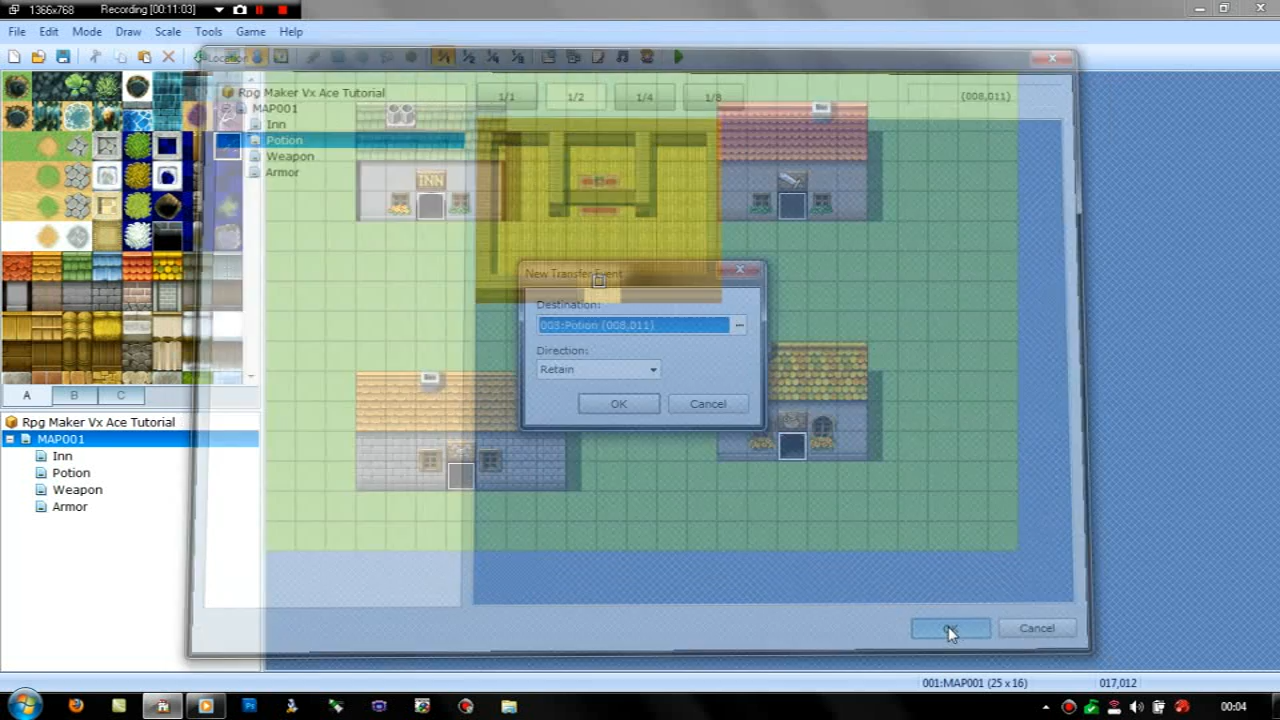 1366x768 Recording [00:11:03]
File Edit Mode Draw Scale Tools Game Help
Location
Rpg Maker Vx Ace Tutorial
1/1 1/2 1/4 1/8 (008,011)
MAP001
Inn
Potion
Weapon
Armor
INN
New Transfer Event
Destination:
003:Potion (008,011)
Direction:
Retain
OK Cancel
A B C
Rpg Maker Vx Ace Tutorial
MAP001
Inn
Potion
Weapon
Armor
OK Cancel
001:MAP001 (25 x 16) 017,012
00:04